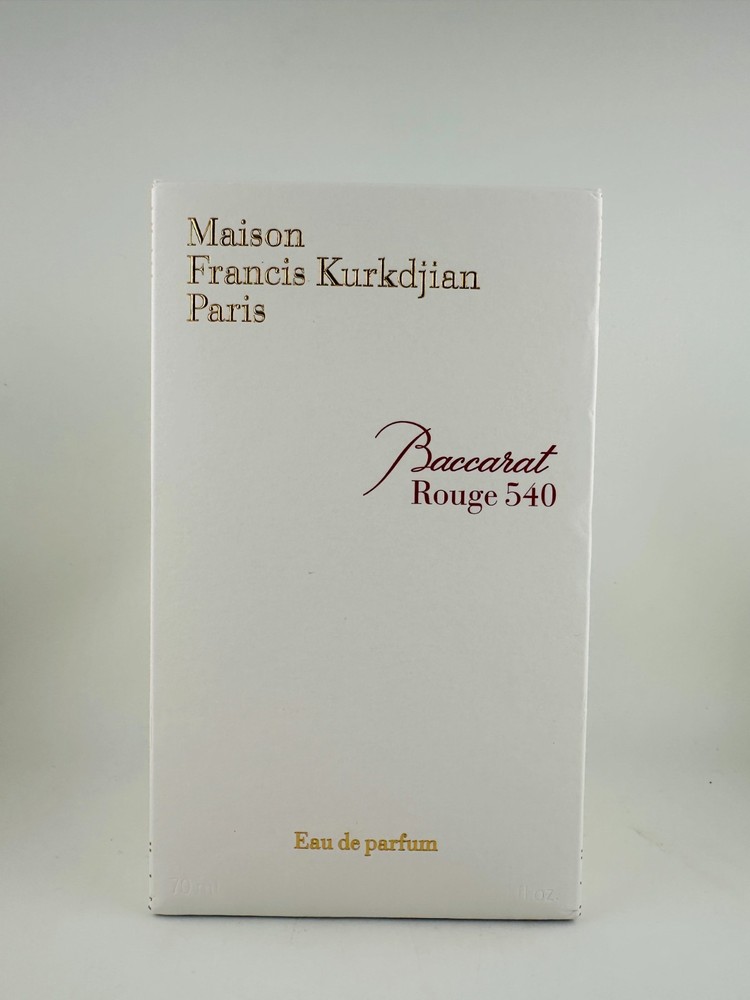 Maison
Francis Kurkdjian
Paris
Baccarat
Rouge 540
Eau de parfum